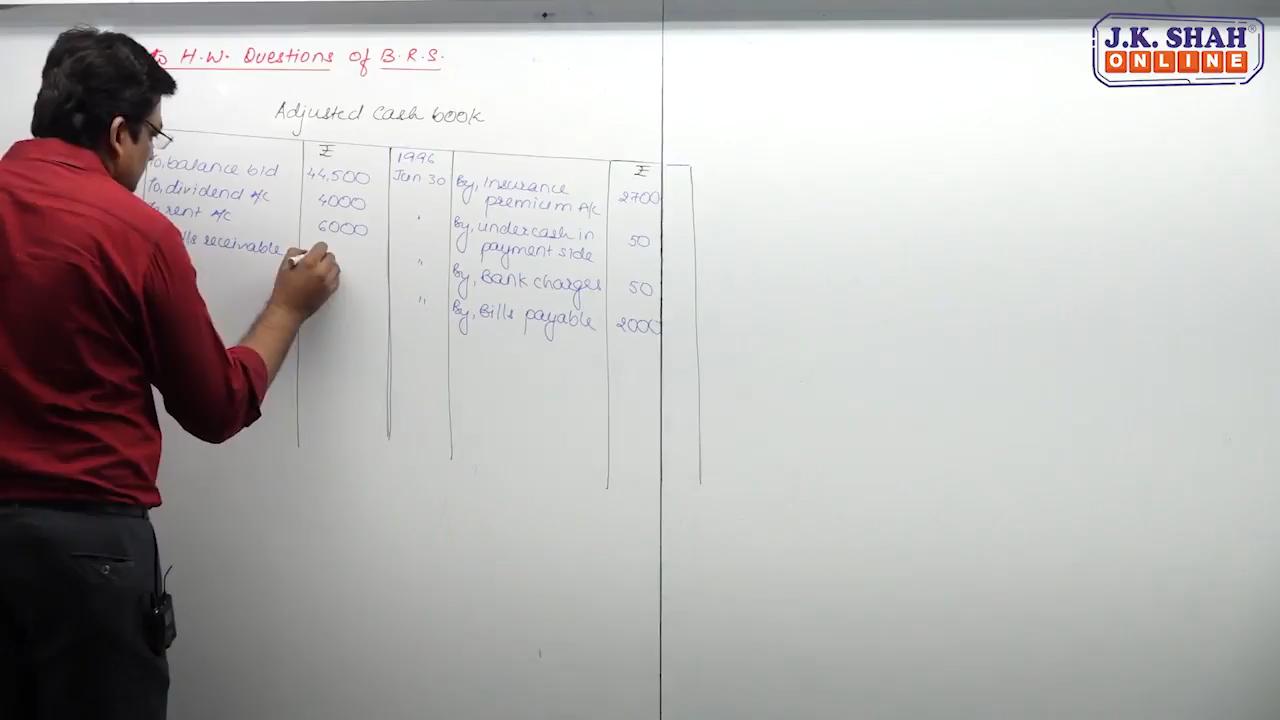 J.K. SHAH®
ONLINE
to H.W. Questions of B.R.S.
Adjusted Cash book
₹
1996
₹
To, balance b/d 44,500 Jun 30 By, Insurance premium A/c 2700
To, dividend A/c 4000
rent A/c 6000 " By, undercash in payment side 50
lls receivable " By, Bank charges 50
" By, Bills payable 2000